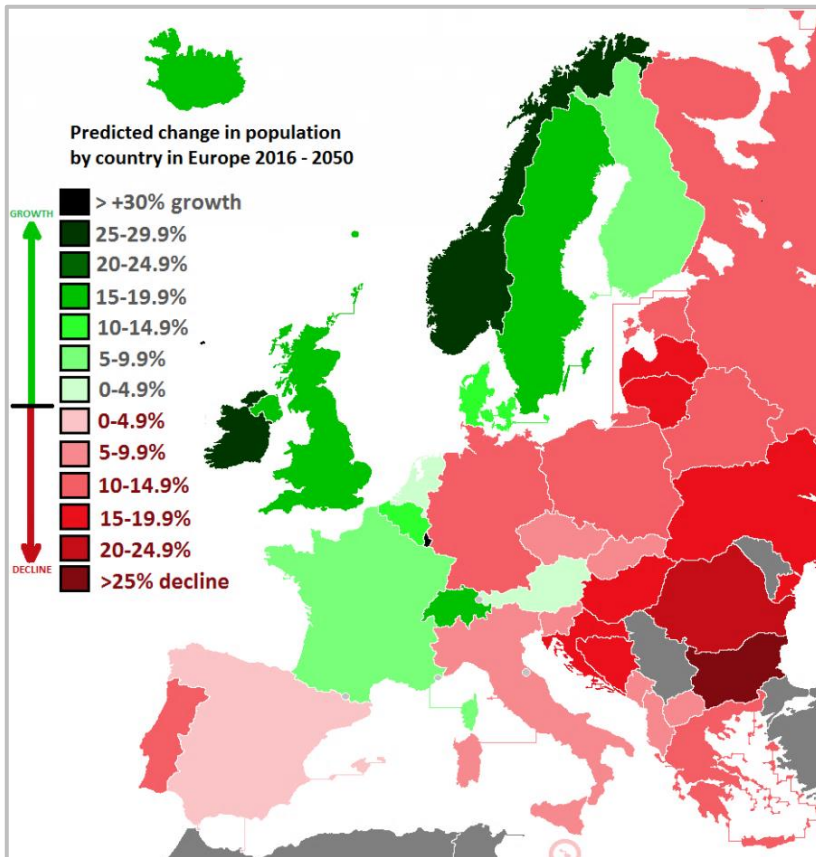 Predicted change in population
by country in Europe 2016 - 2050
> +30% growth
GROWTH
25-29.9%
20-24.9%
15-19.9%
10-14.9%
5-9.9%
0-4.9%
0-4.9%
5-9.9%
10-14.9%
15-19.9%
20-24.9%
DECLINE
>25% decline